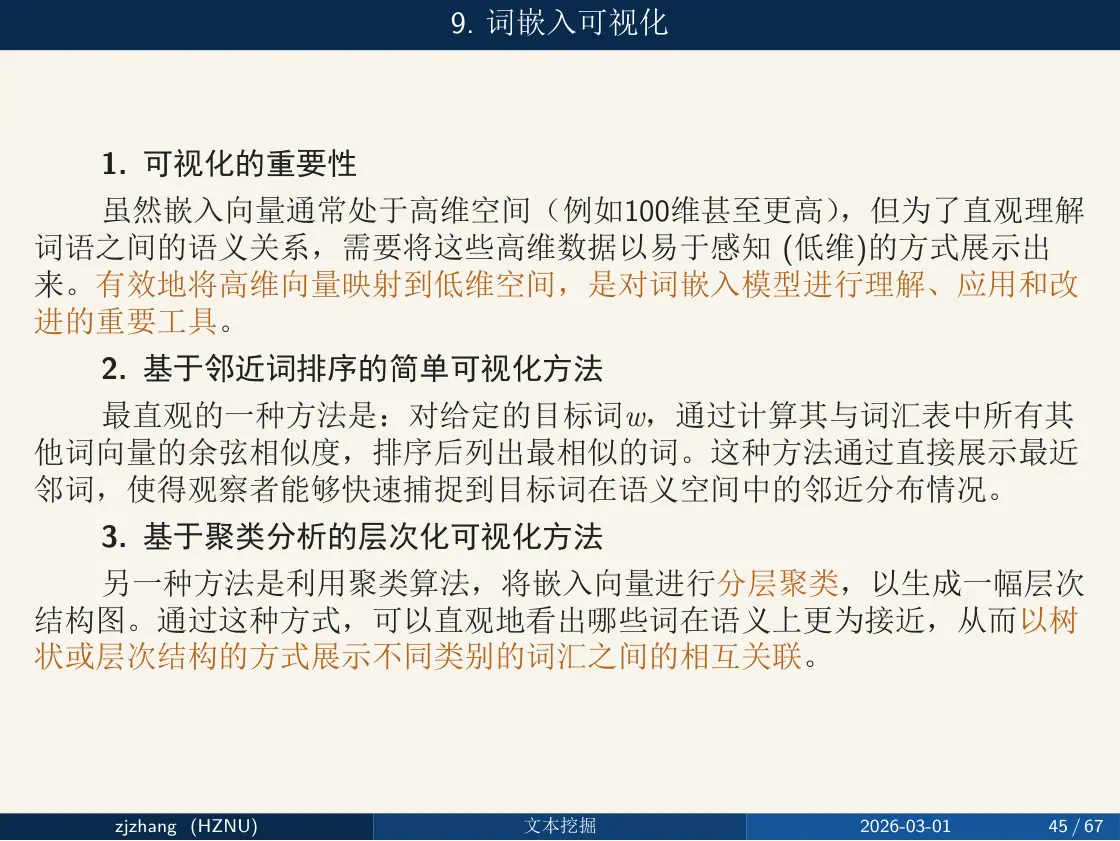 9. 词嵌入可视化
1. 可视化的重要性
虽然嵌入向量通常处于高维空间（例如100维甚至更高），但为了直观理解
词语之间的语义关系，需要将这些高维数据以易于感知 (低维)的方式展示出
来。有效地将高维向量映射到低维空间，是对词嵌入模型进行理解、应用和改
进的重要工具。
2. 基于邻近词排序的简单可视化方法
最直观的一种方法是：对给定的目标词w，通过计算其与词汇表中所有其
他词向量的余弦相似度，排序后列出最相似的词。这种方法通过直接展示最近
邻词，使得观察者能够快速捕捉到目标词在语义空间中的邻近分布情况。
3. 基于聚类分析的层次化可视化方法
另一种方法是利用聚类算法，将嵌入向量进行分层聚类，以生成一幅层次
结构图。通过这种方式，可以直观地看出哪些词在语义上更为接近，从而以树
状或层次结构的方式展示不同类别的词汇之间的相互关联。
zjzhang (HZNU) 文本挖掘 2026-03-01 45 / 67